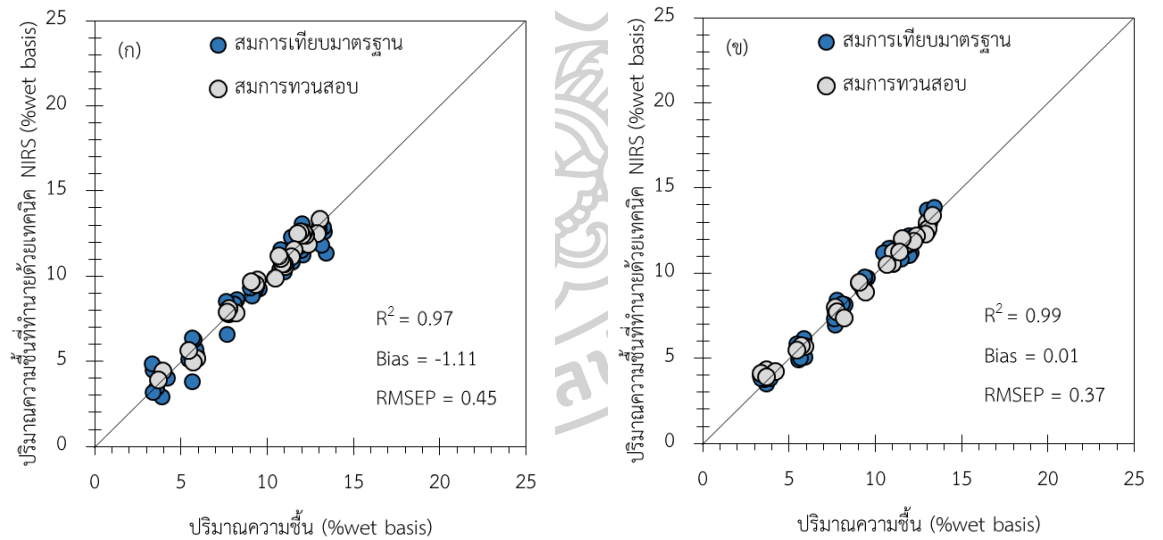 ปริมาณความชื้นที่ทำนายด้วยเทคนิค NIRS (%wet basis)
25
20
15
10
5
0
(ก)
สมการเทียบมาตรฐาน
สมการทวนสอบ
R² = 0.97
Bias = -1.11
RMSEP = 0.45
0 5 10 15 20 25
ปริมาณความชื้น (%wet basis)
ปริมาณความชื้นที่ทำนายด้วยเทคนิค NIRS (%wet basis)
25
20
15
10
5
0
(ข)
สมการเทียบมาตรฐาน
สมการทวนสอบ
R² = 0.99
Bias = 0.01
RMSEP = 0.37
0 5 10 15 20 25
ปริมาณความชื้น (%wet basis)